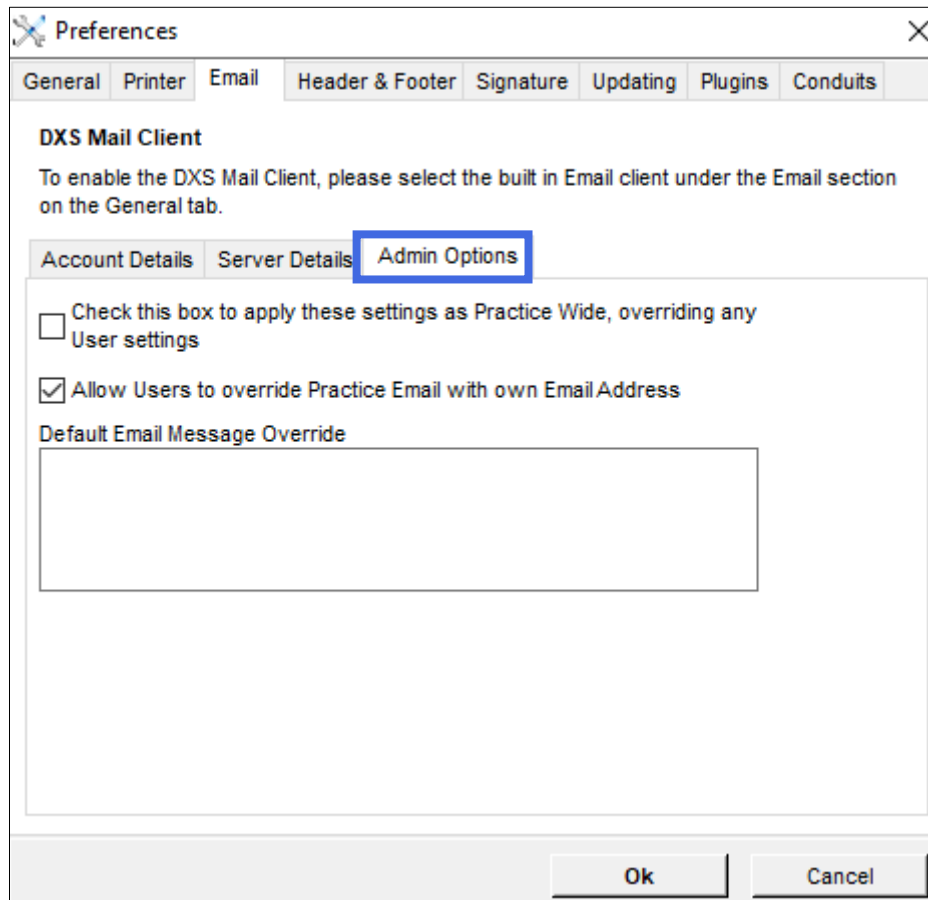 Preferences
General Printer Email Header & Footer Signature Updating Plugins Conduits
DXS Mail Client
To enable the DXS Mail Client, please select the built in Email client under the Email section
on the General tab.
Account Details Server Details Admin Options
Check this box to apply these settings as Practice Wide, overriding any
User settings
Allow Users to override Practice Email with own Email Address
Default Email Message Override
Ok Cancel